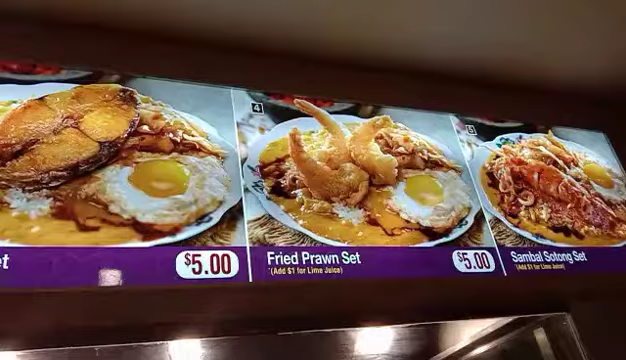 $5.00
4
Fried Prawn Set
*(Add $1 for Lime Juice)
$5.00
5
Sambal Sotong Set
*(Add $1 for Lime Juice)